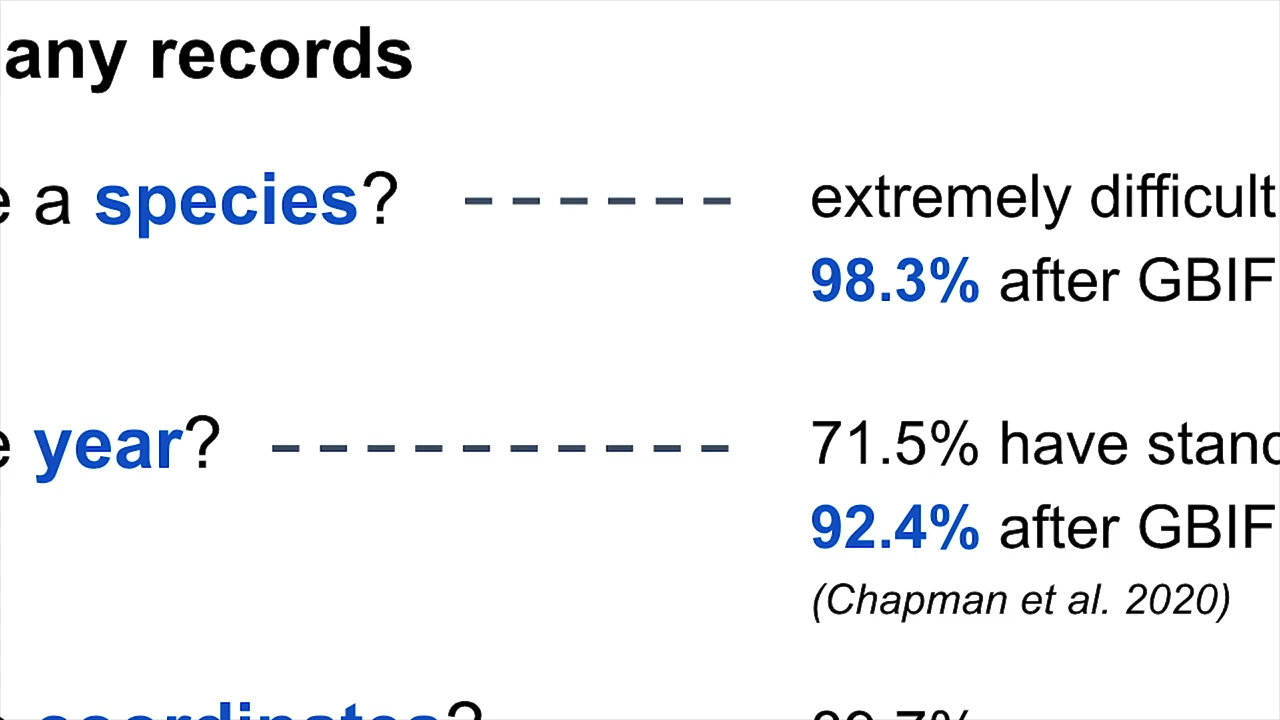 any records
e a species?
extremely difficult
98.3% after GBIF
e year?
71.5% have stand
92.4% after GBIF
(Chapman et al. 2020)
coordinates?